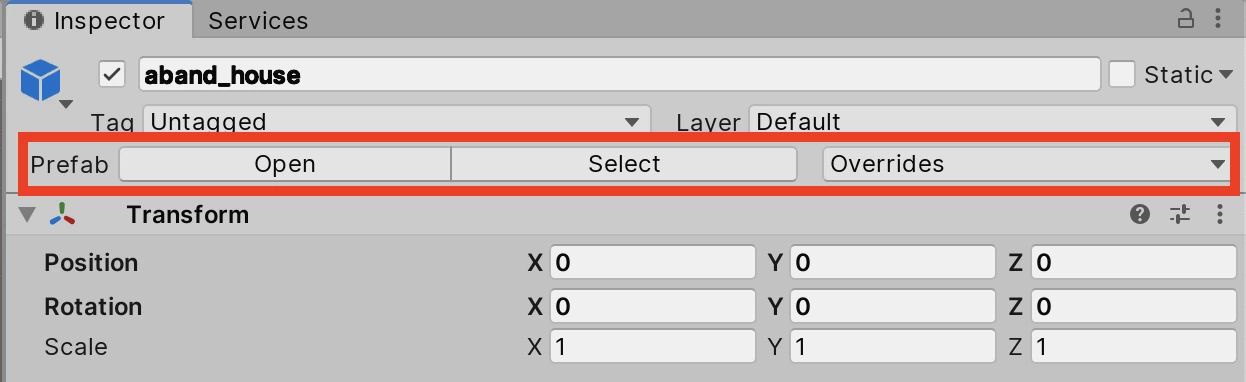 Inspector Services
aband_house Static
Tag Untagged Layer Default
Prefab Open Select Overrides
Transform
Position X 0 Y 0 Z 0
Rotation X 0 Y 0 Z 0
Scale X 1 Y 1 Z 1